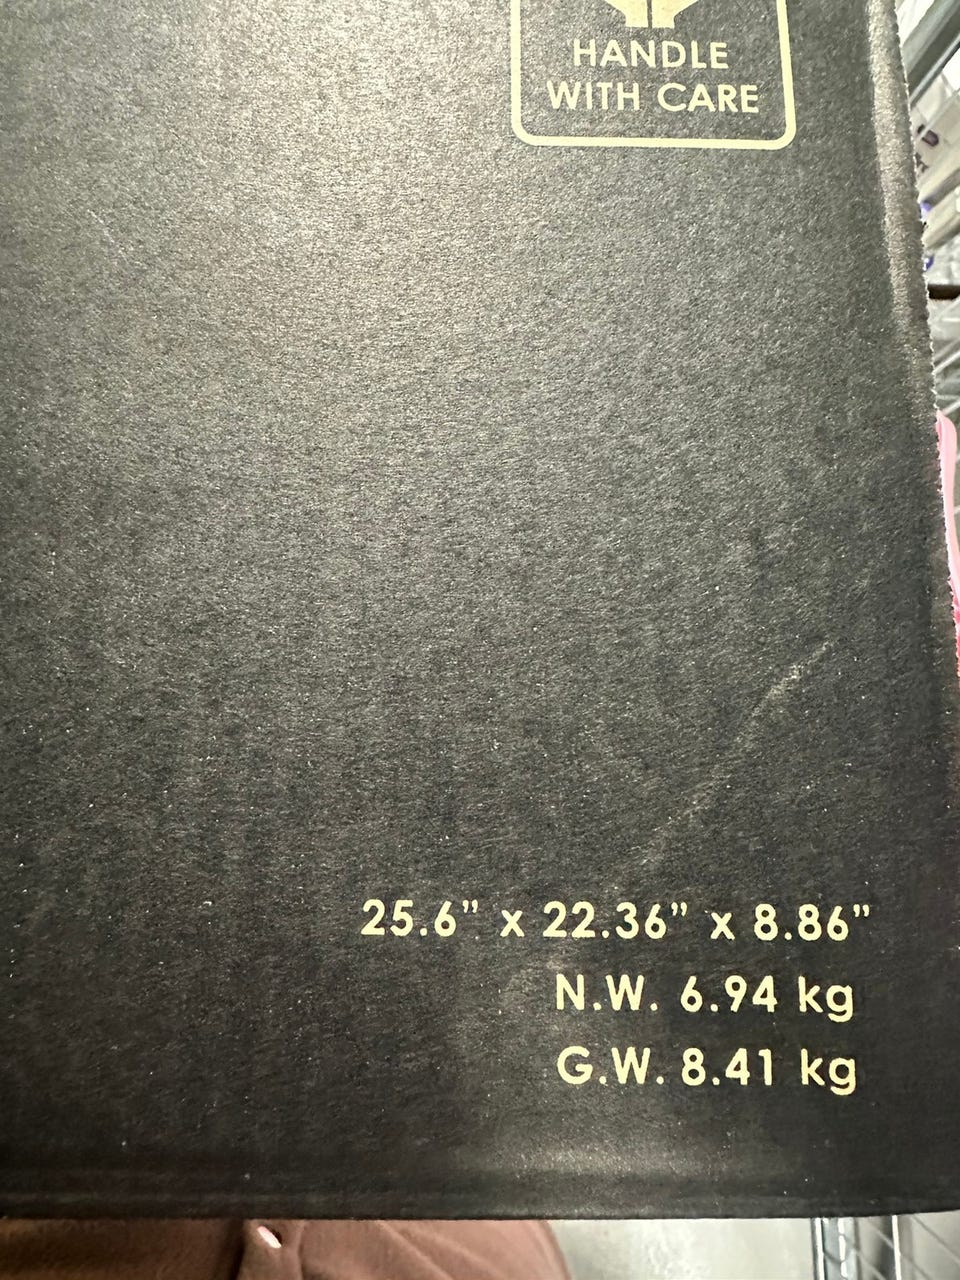 HANDLE
WITH CARE
25.6” x 22.36” x 8.86”
N.W. 6.94 kg
G.W. 8.41 kg